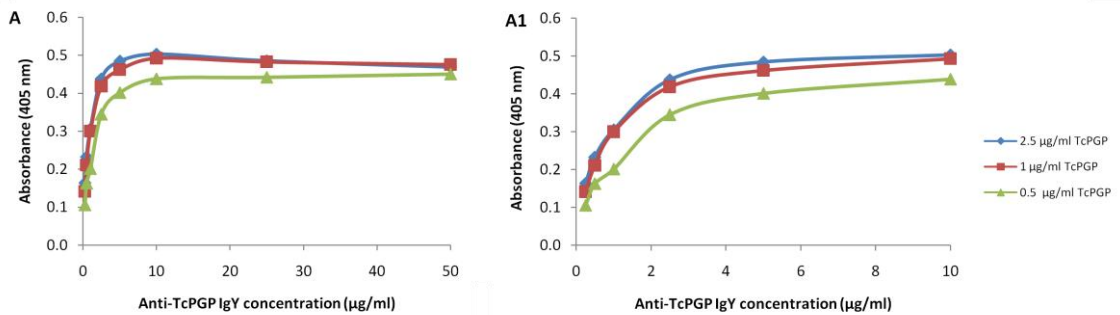 A
0.6
0.5
0.4
0.3
0.2
0.1
0.0
Absorbance (405 nm)
0 10 20 30 40 50
Anti-TcPGP IgY concentration (µg/ml)
A1
0.6
0.5
0.4
0.3
0.2
0.1
0.0
Absorbance (405 nm)
0 2 4 6 8 10
Anti-TcPGP IgY concentration (µg/ml)
2.5 µg/ml TcPGP
1 µg/ml TcPGP
0.5 µg/ml TcPGP